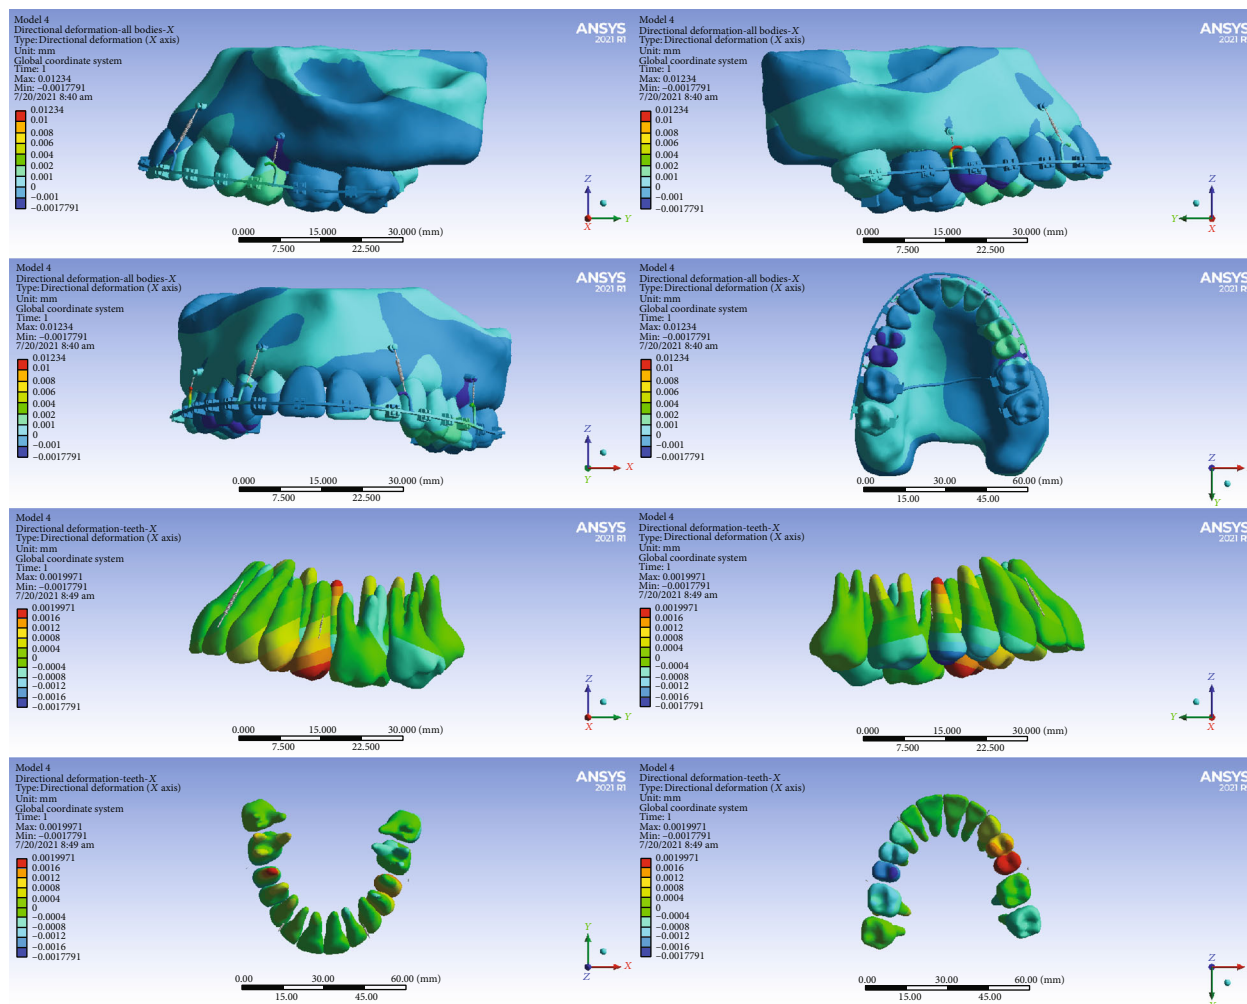 Model 4
Directional deformation-all bodies-X
Type: Directional deformation (X axis)
Unit: mm
Global coordinate system
Time: 1
Max: 0.01234
Min: −0.0017791
7/20/2021 8:40 am
0.01234
0.01
0.008
0.006
0.004
0.002
0
−0.001
−0.0017791
ANSYS
2021 R1
Z
Y
X
0.000 15.000 30.000 (mm)
7.500 22.500
Model 4
Directional deformation-all bodies-X
Type: Directional deformation (X axis)
Unit: mm
Global coordinate system
Time: 1
Max: 0.01234
Min: −0.0017791
7/20/2021 8:40 am
0.01234
0.01
0.008
0.006
0.004
0.002
0
−0.001
−0.0017791
ANSYS
2021 R1
Z
Y
X
0.000 15.000 30.000 (mm)
7.500 22.500
Model 4
Directional deformation-all bodies-X
Type: Directional deformation (X axis)
Unit: mm
Global coordinate system
Time: 1
Max: 0.01234
Min: −0.0017791
7/20/2021 8:40 am
0.01234
0.01
0.008
0.006
0.004
0.002
0
−0.001
−0.0017791
ANSYS
2021 R1
Z
X
Y
0.000 15.000 30.000 (mm)
7.500 22.500
Model 4
Directional deformation-all bodies-X
Type: Directional deformation (X axis)
Unit: mm
Global coordinate system
Time: 1
Max: 0.01234
Min: −0.0017791
7/20/2021 8:40 am
0.01234
0.01
0.008
0.006
0.004
0.002
0
−0.001
−0.0017791
ANSYS
2021 R1
Z
Y
0.00 30.00 60.00 (mm)
15.00 45.00
Model 4
Directional deformation-teeth-X
Type: Directional deformation (X axis)
Unit: mm
Global coordinate system
Time: 1
Max: 0.0019971
Min: −0.0017791
7/20/2021 8:49 am
0.0019971
0.0016
0.0012
0.0008
0.0004
0
−0.0004
−0.0008
−0.0012
−0.0016
−0.0017791
ANSYS
2021 R1
Z
Y
X
0.000 15.000 30.000 (mm)
7.500 22.500
Model 4
Directional deformation-teeth-X
Type: Directional deformation (X axis)
Unit: mm
Global coordinate system
Time: 1
Max: 0.0019971
Min: −0.0017791
7/20/2021 8:49 am
0.0019971
0.0016
0.0012
0.0008
0.0004
0
−0.0004
−0.0008
−0.0012
−0.0016
−0.0017791
ANSYS
2021 R1
Z
Y
X
0.000 15.000 30.000 (mm)
7.500 22.500
Model 4
Directional deformation-teeth-X
Type: Directional deformation (X axis)
Unit: mm
Global coordinate system
Time: 1
Max: 0.0019971
Min: −0.0017791
7/20/2021 8:49 am
0.0019971
0.0016
0.0012
0.0008
0.0004
0
−0.0004
−0.0008
−0.0012
−0.0016
−0.0017791
ANSYS
2021 R1
Y
X
Z
0.00 30.00 60.00 (mm)
15.00 45.00
Model 4
Directional deformation-teeth-X
Type: Directional deformation (X axis)
Unit: mm
Global coordinate system
Time: 1
Max: 0.0019971
Min: −0.0017791
7/20/2021 8:49 am
0.0019971
0.0016
0.0012
0.0008
0.0004
0
−0.0004
−0.0008
−0.0012
−0.0016
−0.0017791
ANSYS
2021 R1
Z
Y
0.00 30.00 60.00 (mm)
15.00 45.00